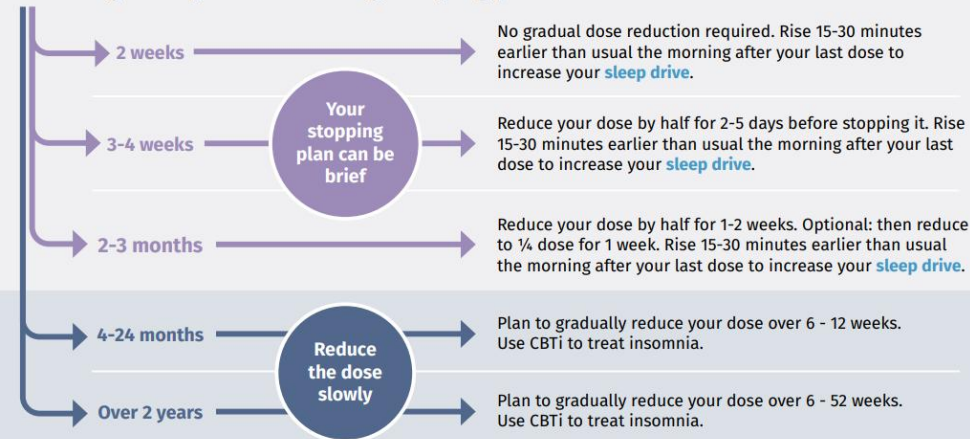 2 weeks
No gradual dose reduction required. Rise 15-30 minutes
earlier than usual the morning after your last dose to
increase your sleep drive.
Your
stopping
plan can be
brief
3-4 weeks
Reduce your dose by half for 2-5 days before stopping it. Rise
15-30 minutes earlier than usual the morning after your last
dose to increase your sleep drive.
2-3 months
Reduce your dose by half for 1-2 weeks. Optional: then reduce
to ¼ dose for 1 week. Rise 15-30 minutes earlier than usual
the morning after your last dose to increase your sleep drive.
4-24 months
Plan to gradually reduce your dose over 6 - 12 weeks.
Use CBTi to treat insomnia.
Reduce
the dose
slowly
Over 2 years
Plan to gradually reduce your dose over 6 - 52 weeks.
Use CBTi to treat insomnia.